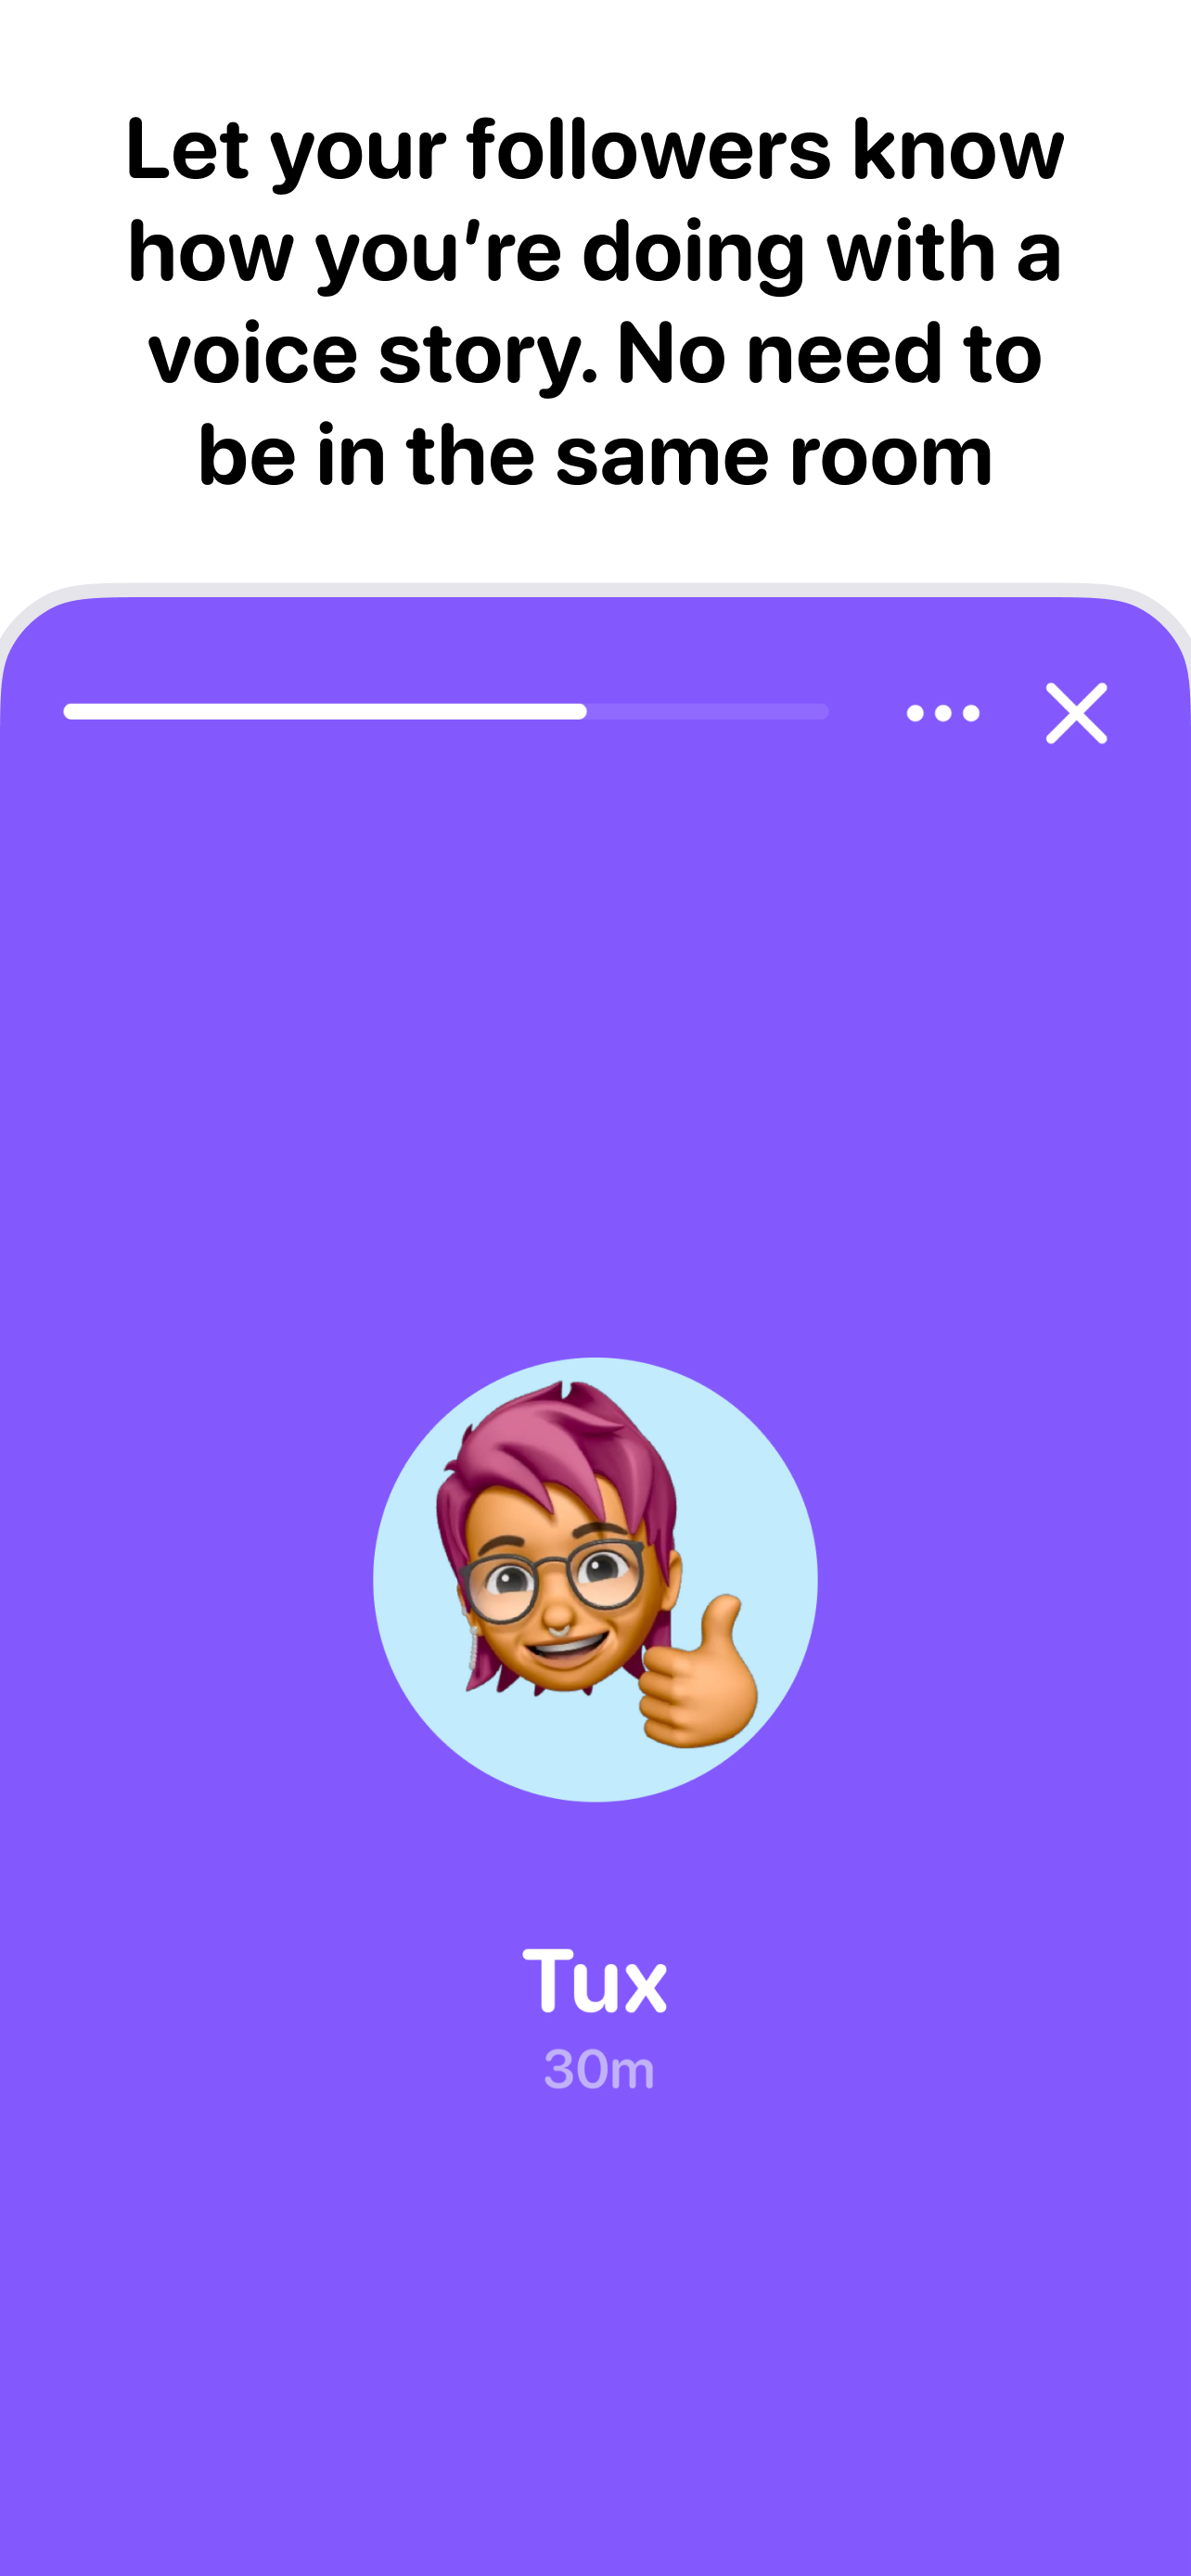 Let your followers know
how you’re doing with a
voice story. No need to
be in the same room
Tux
30m